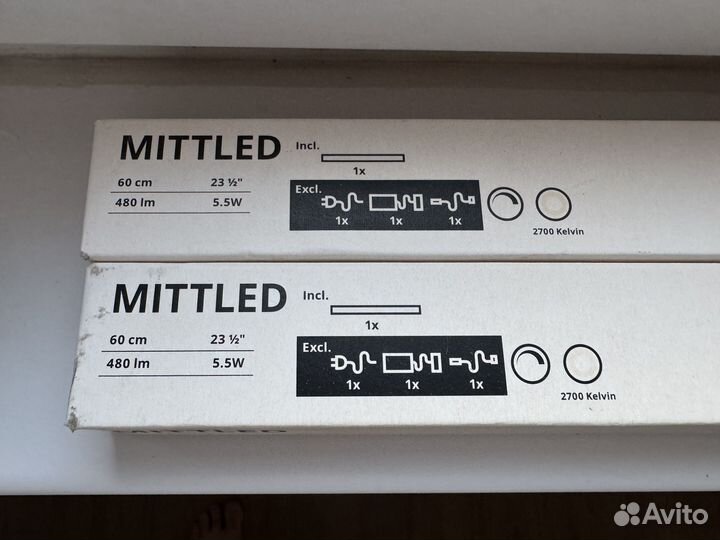 MITTLED
Incl.
1x
60 cm 23 ½"
480 lm 5.5W
Excl.
1x 1x 1x
2700 Kelvin
MITTLED
Incl.
1x
60 cm 23 ½"
480 lm 5.5W
Excl.
1x 1x 1x
2700 Kelvin
MITTLED
Avito